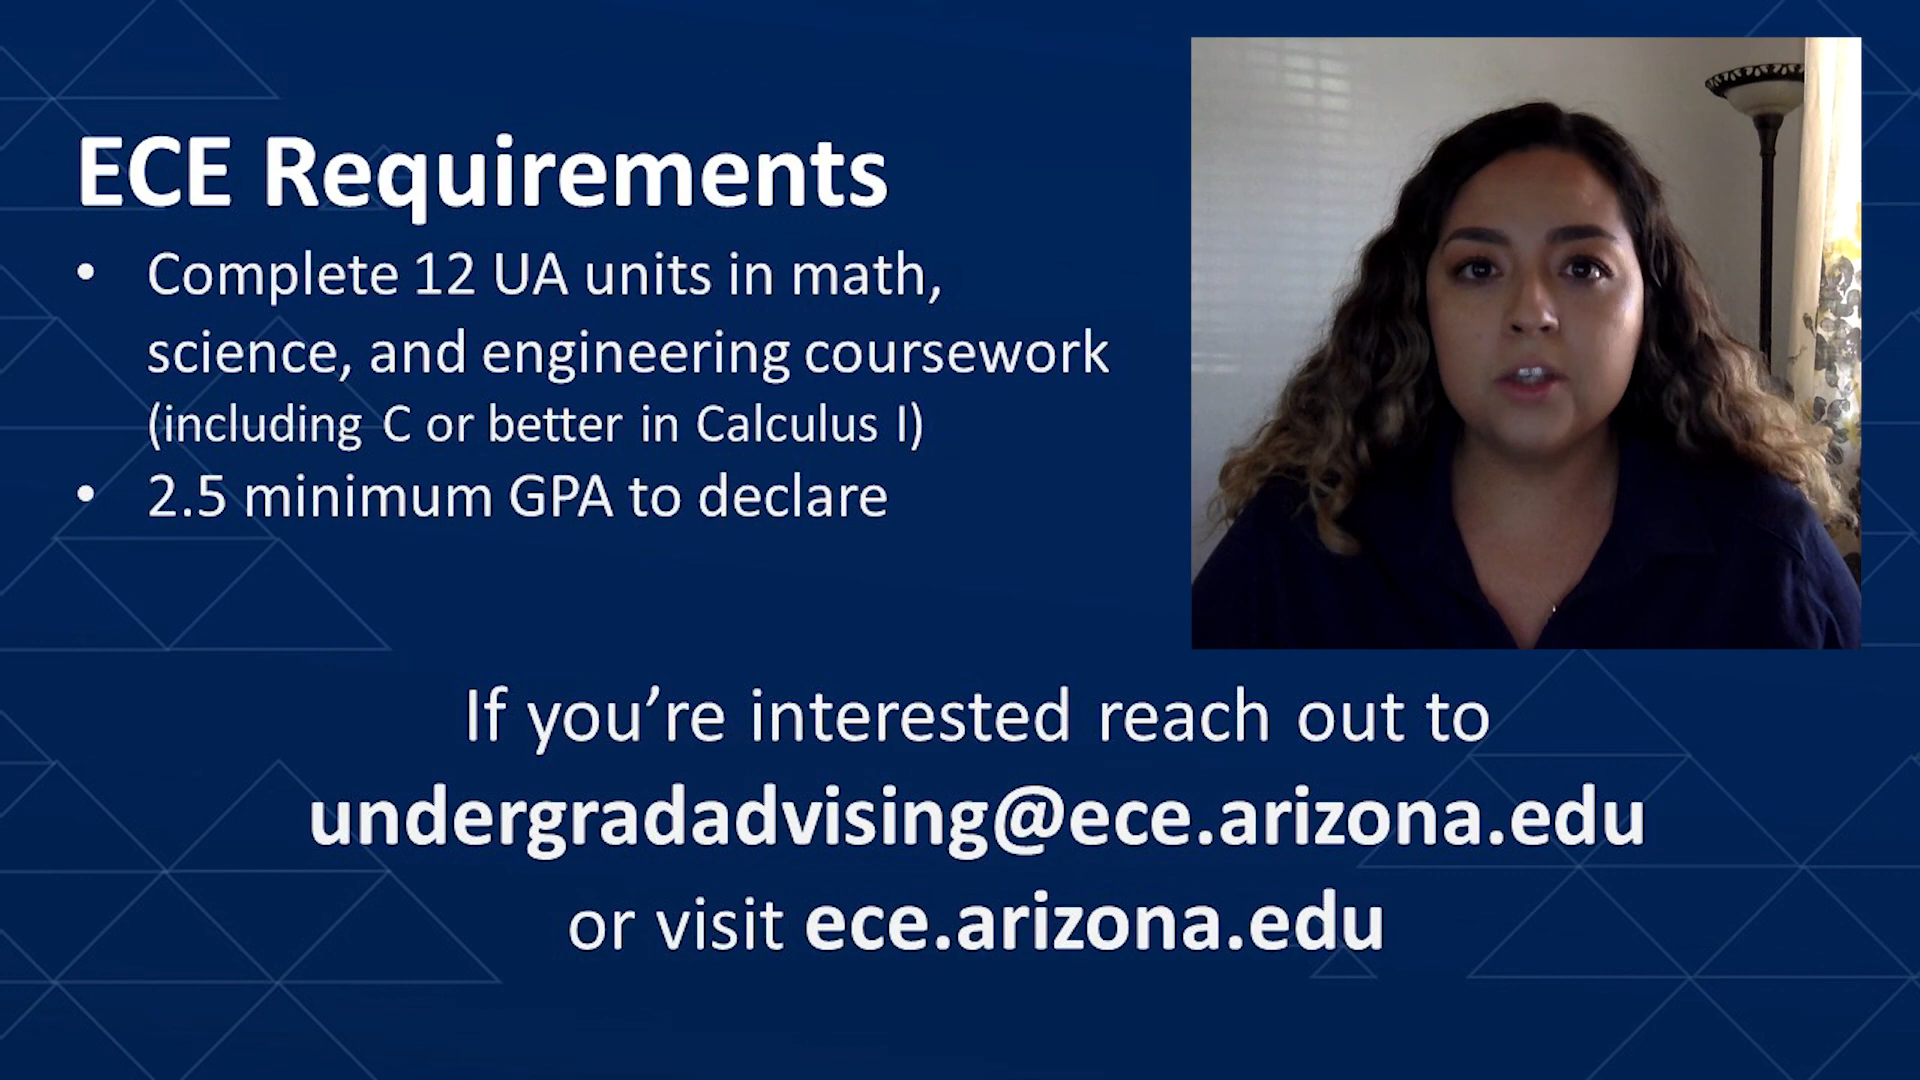 ECE Requirements
• Complete 12 UA units in math,
science, and engineering coursework
(including C or better in Calculus I)
• 2.5 minimum GPA to declare
If you’re interested reach out to
undergradadvising@ece.arizona.edu
or visit ece.arizona.edu